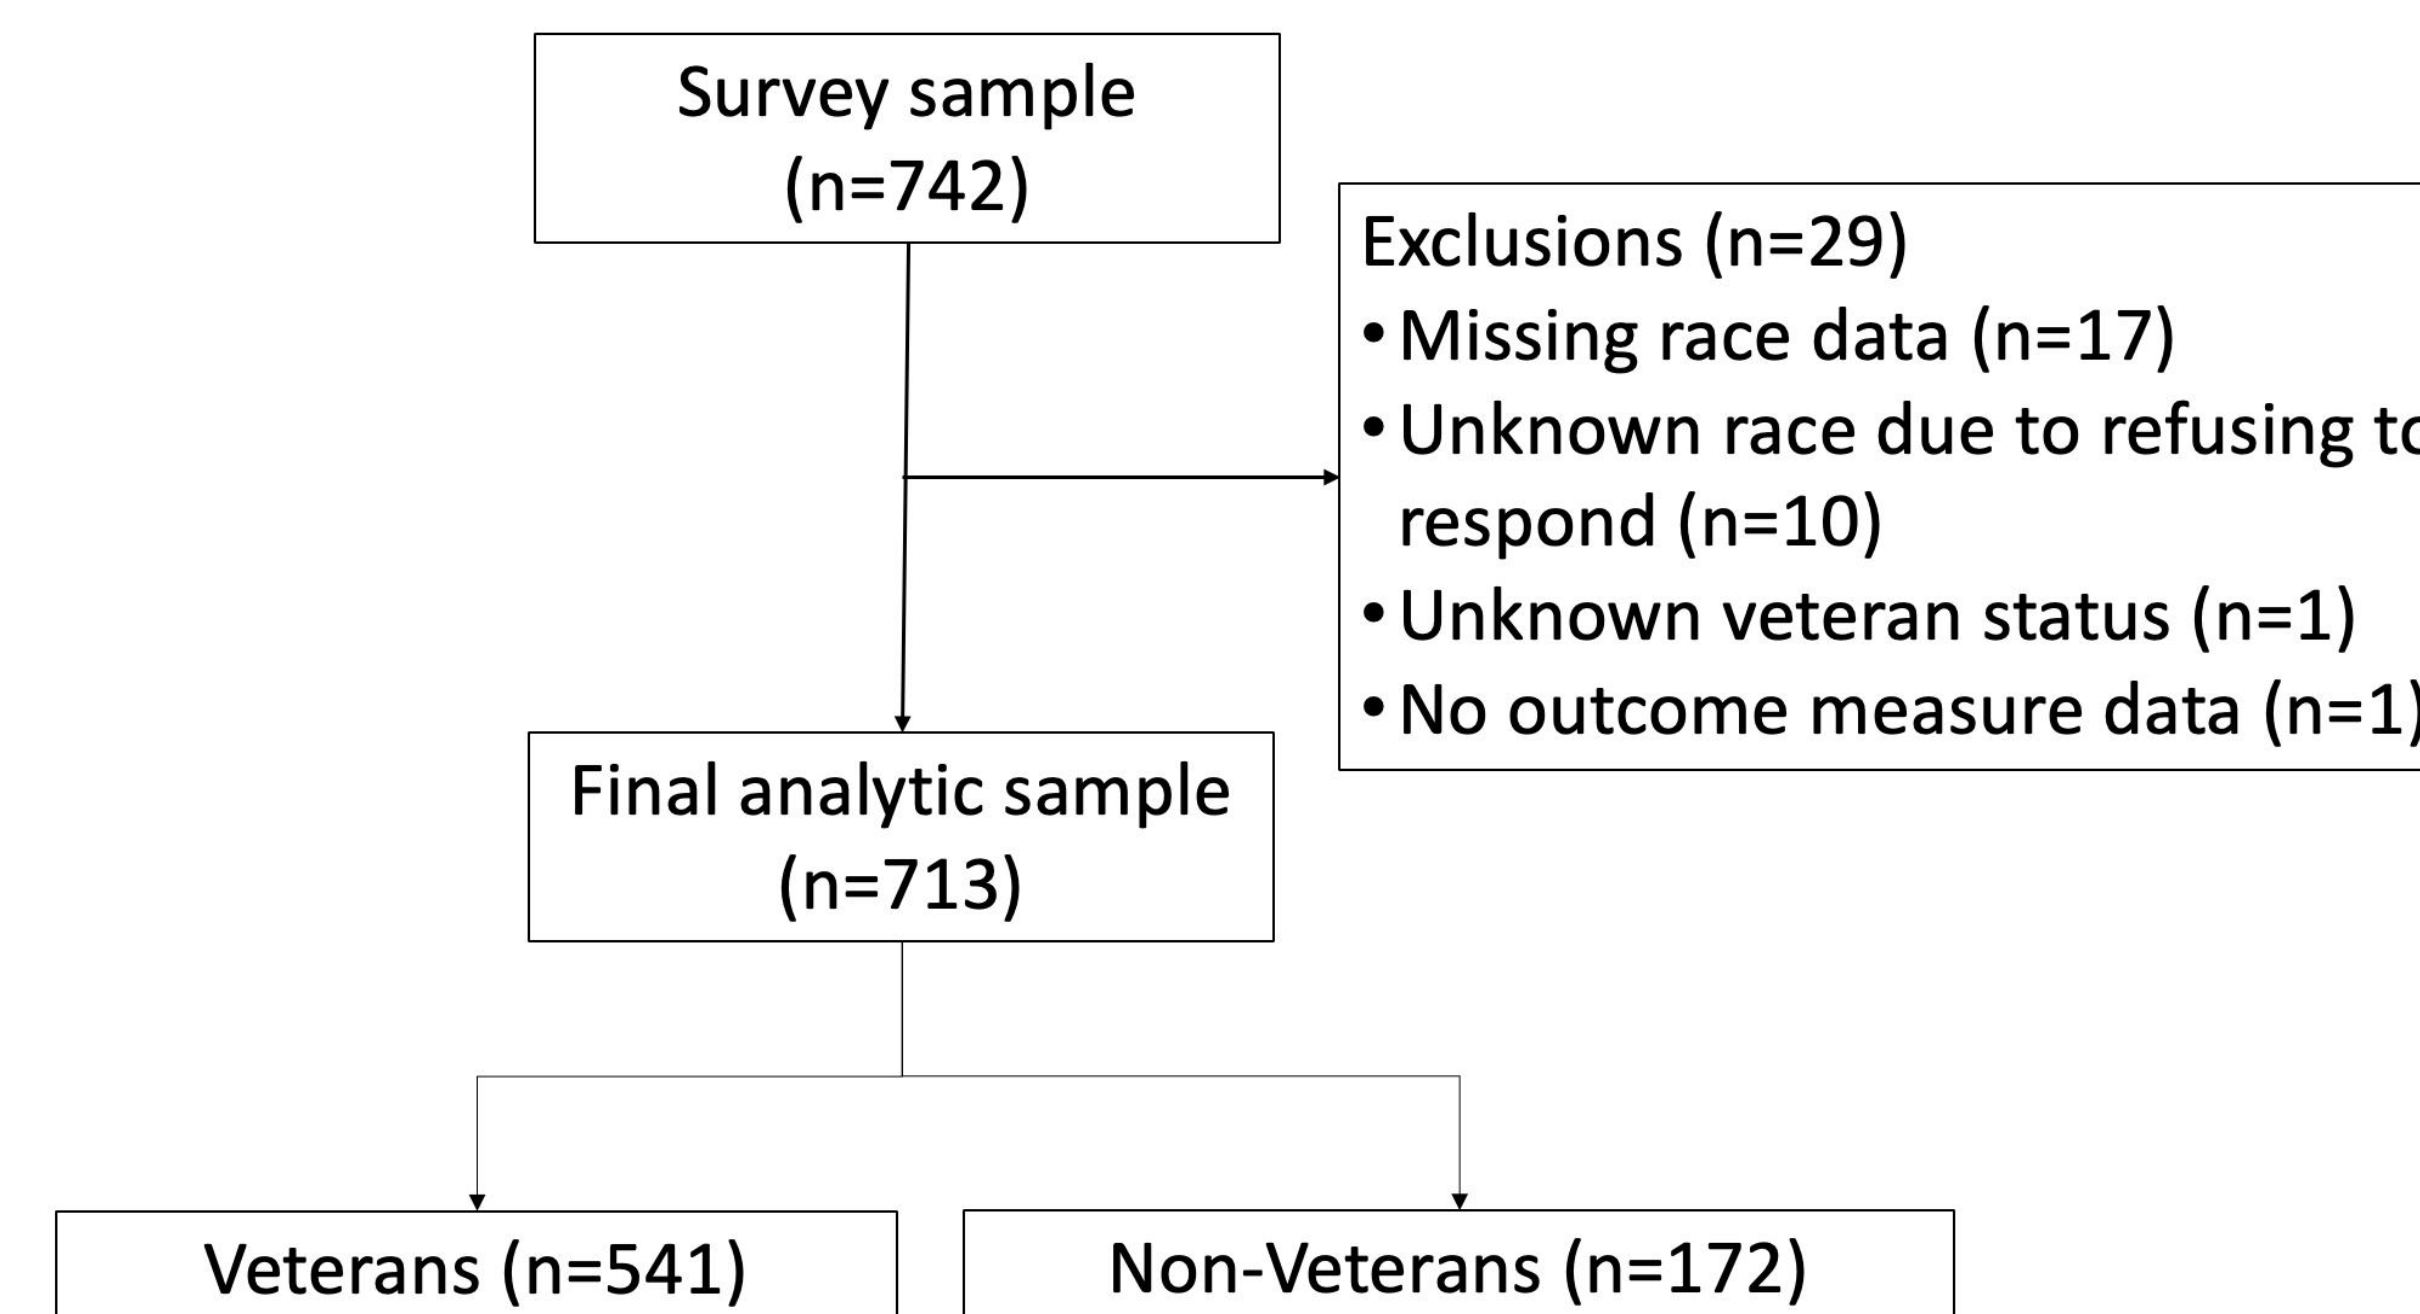 Survey sample
(n=742)
Exclusions (n=29)
•Missing race data (n=17)
•Unknown race due to refusing to
respond (n=10)
•Unknown veteran status (n=1)
•No outcome measure data (n=1)
Final analytic sample
(n=713)
Veterans (n=541)
Non-Veterans (n=172)